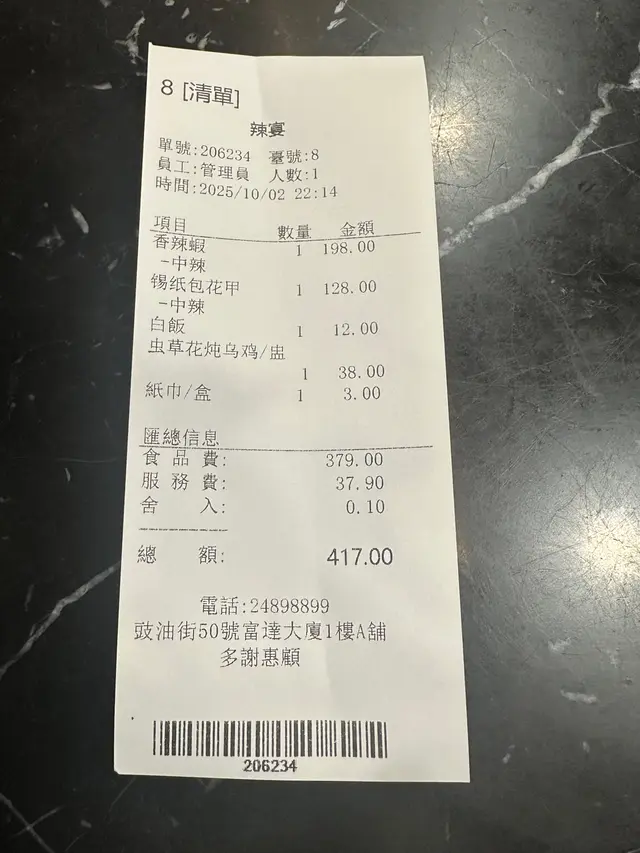 8 [清單]
辣宴
單號:206234 臺號:8
員工:管理員 人數:1
時間:2025/10/02 22:14
項目 數量 金額
香辣蝦 1 198.00
-中辣
锡纸包花甲 1 128.00
-中辣
白飯 1 12.00
虫草花炖乌鸡/盅
1 38.00
紙巾/盒 1 3.00
匯總信息
食品費: 379.00
服務費: 37.90
舍入: 0.10
總額: 417.00
電話:24898899
豉油街50號富達大廈1樓A舖
多謝惠顧
206234